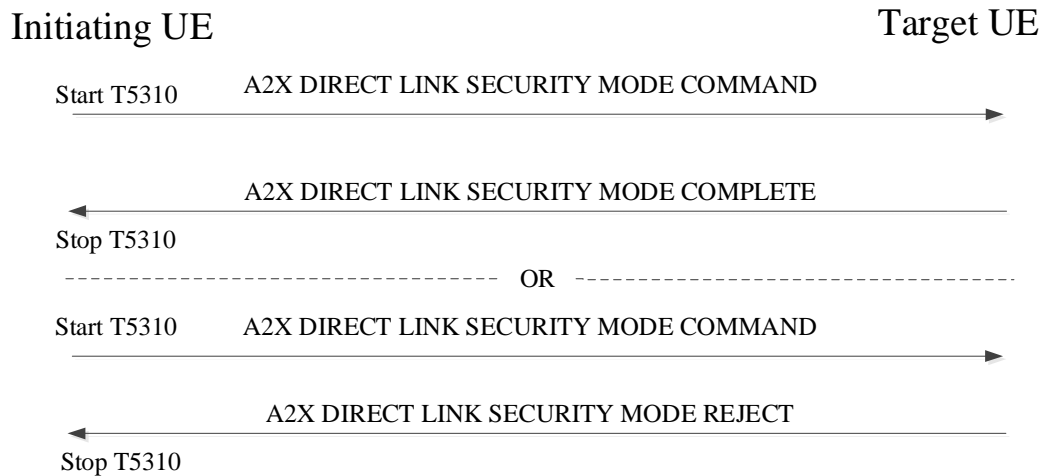 Initiating UE
Target UE
Start T5310
A2X DIRECT LINK SECURITY MODE COMMAND
A2X DIRECT LINK SECURITY MODE COMPLETE
Stop T5310
OR
Start T5310
A2X DIRECT LINK SECURITY MODE COMMAND
A2X DIRECT LINK SECURITY MODE REJECT
Stop T5310